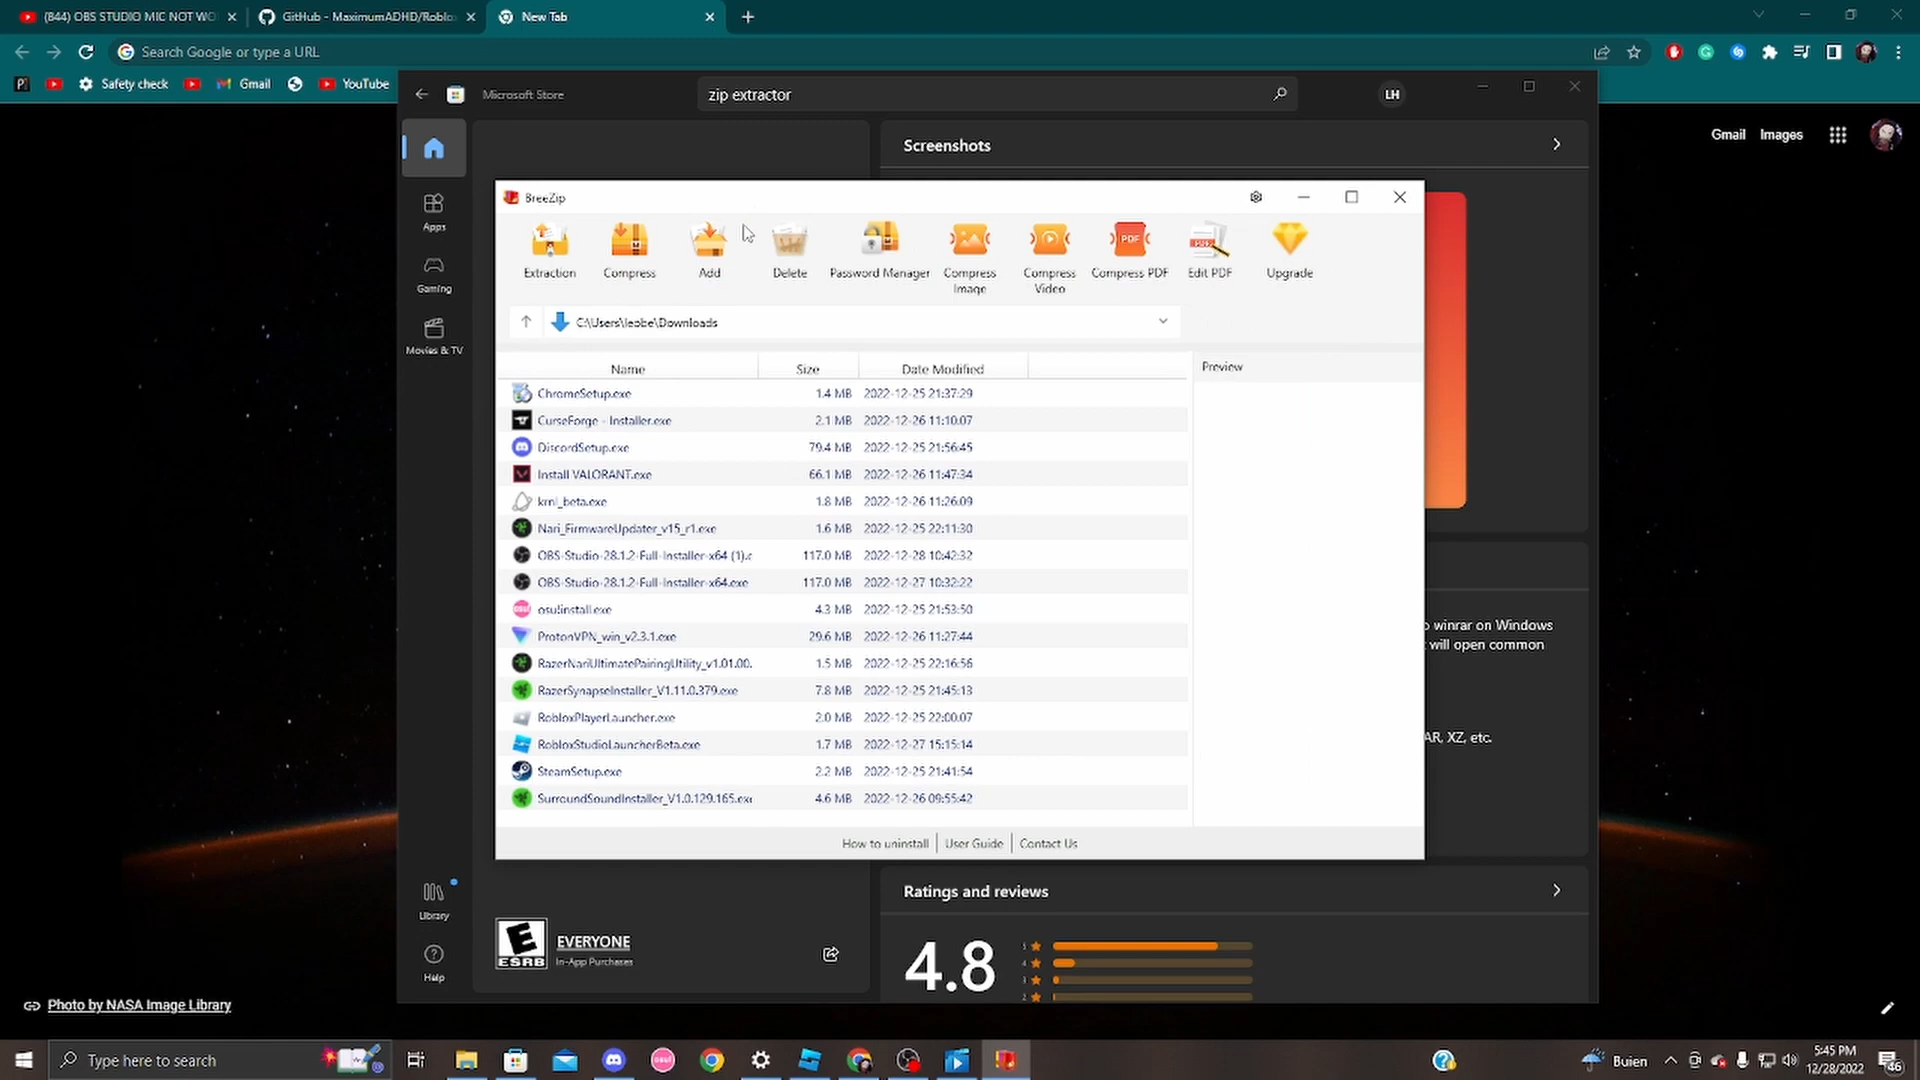 (844) OBS STUDIO MIC NOT WO
GitHub - MaximumADHD/Roblo
New Tab
Search Google or type a URL
Safety check
Gmail
YouTube
Microsoft Store
zip extractor
LH
Gmail
Images
Apps
Gaming
Movies & TV
Library
Help
Screenshots
BreeZip
Extraction
Compress
Add
Delete
Password Manager
Compress Image
Compress Video
Compress PDF
Edit PDF
Upgrade
C:\Users\leobe\Downloads
Name Size Date Modified
Preview
ChromeSetup.exe 1.4 MB 2022-12-25 21:37:29
CurseForge - Installer.exe 2.1 MB 2022-12-26 11:10:07
DiscordSetup.exe 79.4 MB 2022-12-25 21:56:45
Install VALORANT.exe 66.1 MB 2022-12-26 11:47:34
krnl_beta.exe 1.8 MB 2022-12-26 11:26:09
Nari_FirmwareUpdater_v15_r1.exe 1.6 MB 2022-12-25 22:11:30
OBS-Studio-28.1.2-Full-Installer-x64 (1).e 117.0 MB 2022-12-28 10:42:32
OBS-Studio-28.1.2-Full-Installer-x64.exe 117.0 MB 2022-12-27 10:32:22
osu!install.exe 4.3 MB 2022-12-25 21:53:50
ProtonVPN_win_v2.3.1.exe 29.6 MB 2022-12-26 11:27:44
RazerNariUltimatePairingUtility_v1.01.00. 1.5 MB 2022-12-25 22:16:56
RazerSynapseInstaller_V1.11.0.379.exe 7.8 MB 2022-12-25 21:45:13
RobloxPlayerLauncher.exe 2.0 MB 2022-12-25 22:00:07
RobloxStudioLauncherBeta.exe 1.7 MB 2022-12-27 15:15:14
SteamSetup.exe 2.2 MB 2022-12-25 21:41:54
SurroundSoundInstaller_V1.0.129.165.exe 4.6 MB 2022-12-26 09:55:42
How to uninstall | User Guide | Contact Us
winrar on Windows
will open common
AR, XZ, etc.
Ratings and reviews
4.8
5
4
3
2
E
ESRB
EVERYONE
In-App Purchases
Photo by NASA Image Library
Type here to search
osu!
Buien
5:45 PM
12/28/2022
46